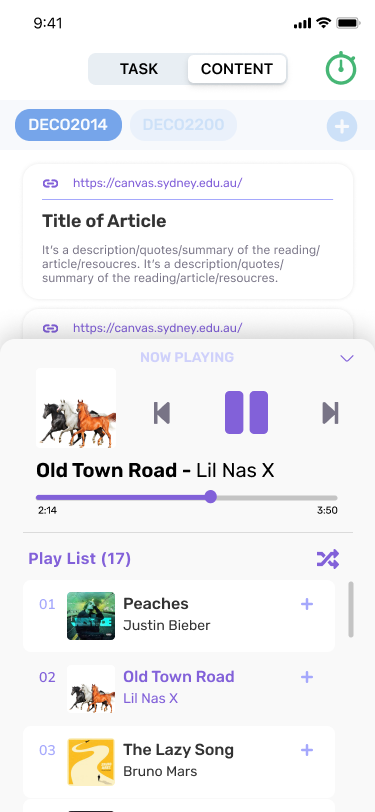 9:41
TASK
CONTENT
DECO2014
DECO2200
https://canvas.sydney.edu.au/
Title of Article
It's a description/quotes/summary of the reading/
article/resoucres. It's a description/quotes/
summary of the reading/article/resoucres.
https://canvas.sydney.edu.au/
NOW PLAYING
Old Town Road - Lil Nas X
2:14
3:50
Play List (17)
01
Peaches
Justin Bieber
02
Old Town Road
Lil Nas X
03
The Lazy Song
Bruno Mars